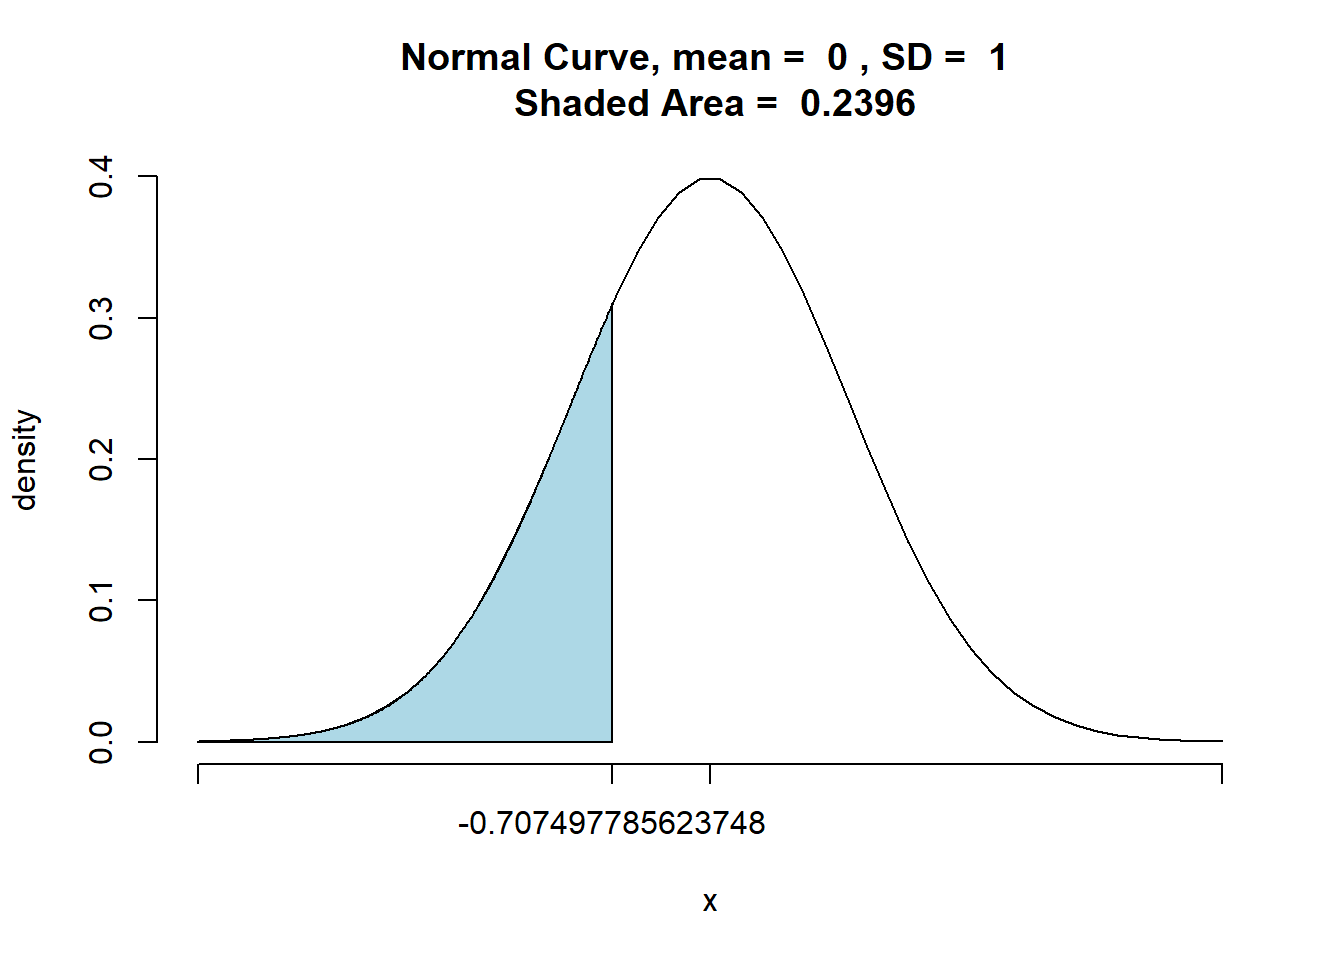 Normal Curve, mean =  0 , SD =  1
Shaded Area =  0.2396
density
0.4
0.3
0.2
0.1
0.0
-0.707497785623748
x